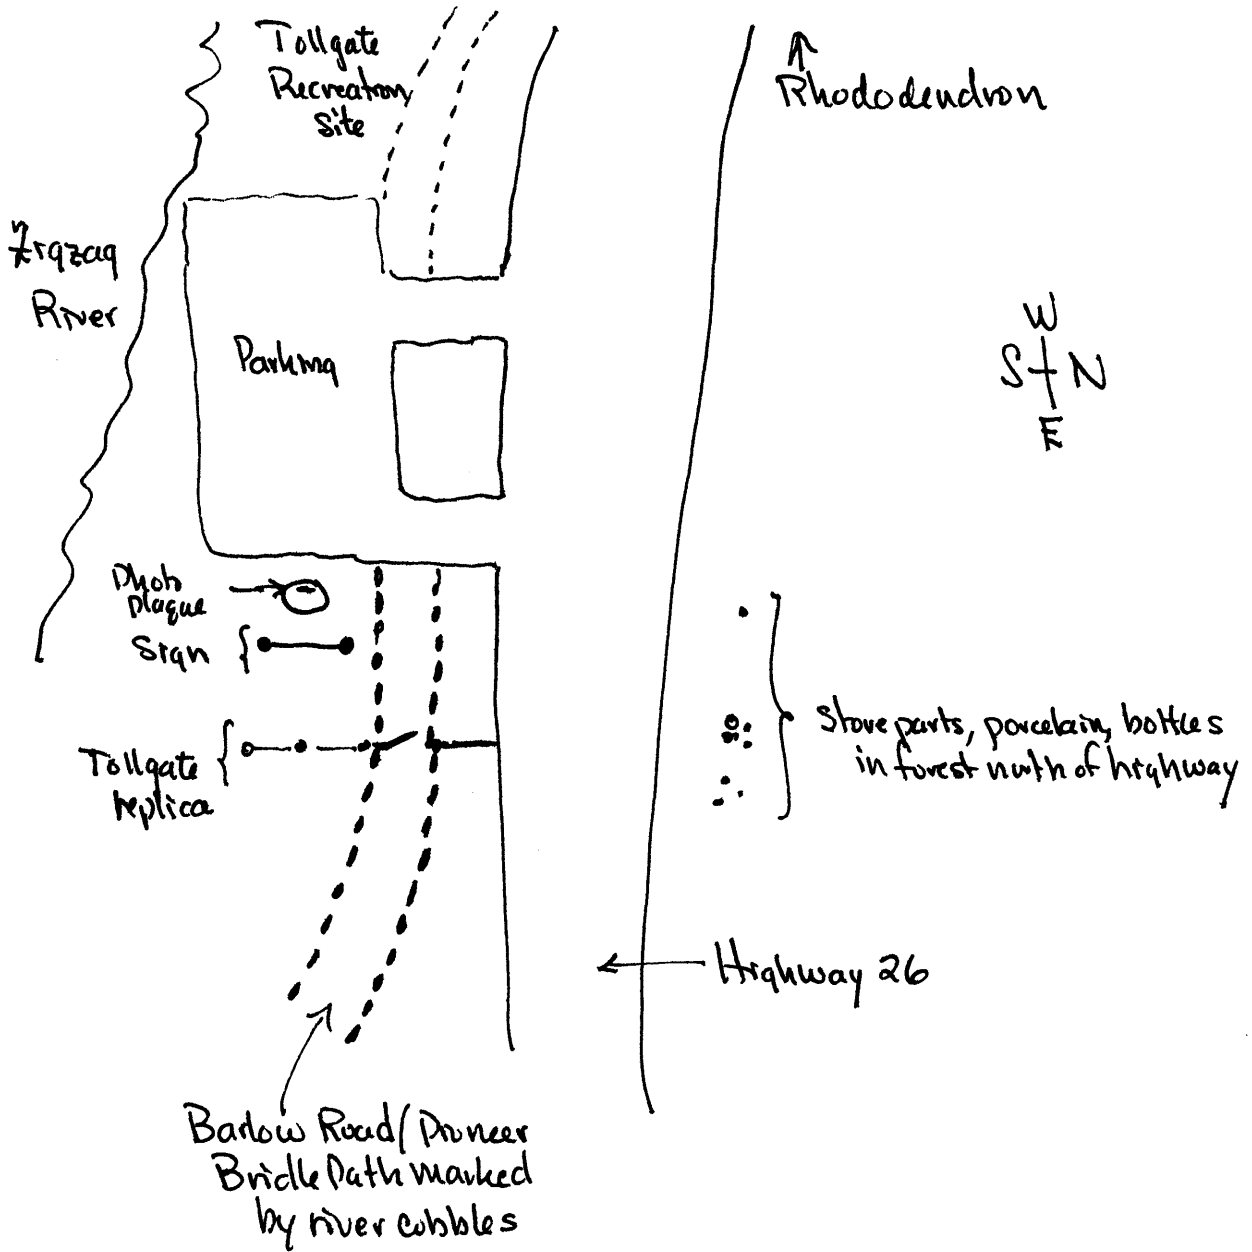 Tollgate
Recreation
Site
↑
Rhododendron
Zigzag
River
W
S N
E
Parking
Photo
plaque
Sign
Tollgate
replica
Stove parts, porcelain, bottles
in forest north of highway
Highway 26
Barlow Road/Pioneer
Bridle Path marked
by river cobbles